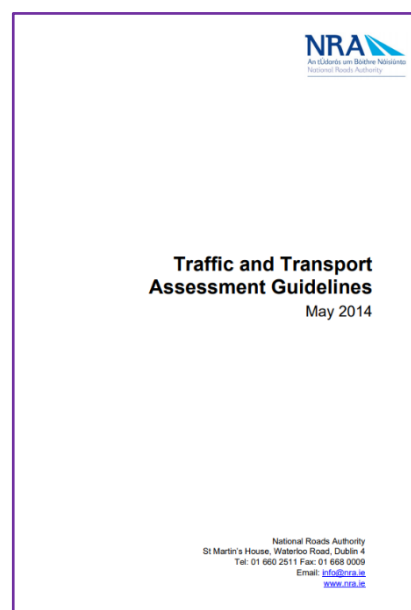 NRA
An tÚdarás um Bóithre Náisiúnta
National Roads Authority
Traffic and Transport
Assessment Guidelines
May 2014
National Roads Authority
St Martin's House, Waterloo Road, Dublin 4
Tel: 01 660 2511 Fax: 01 668 0009
Email: info@nra.ie
www.nra.ie